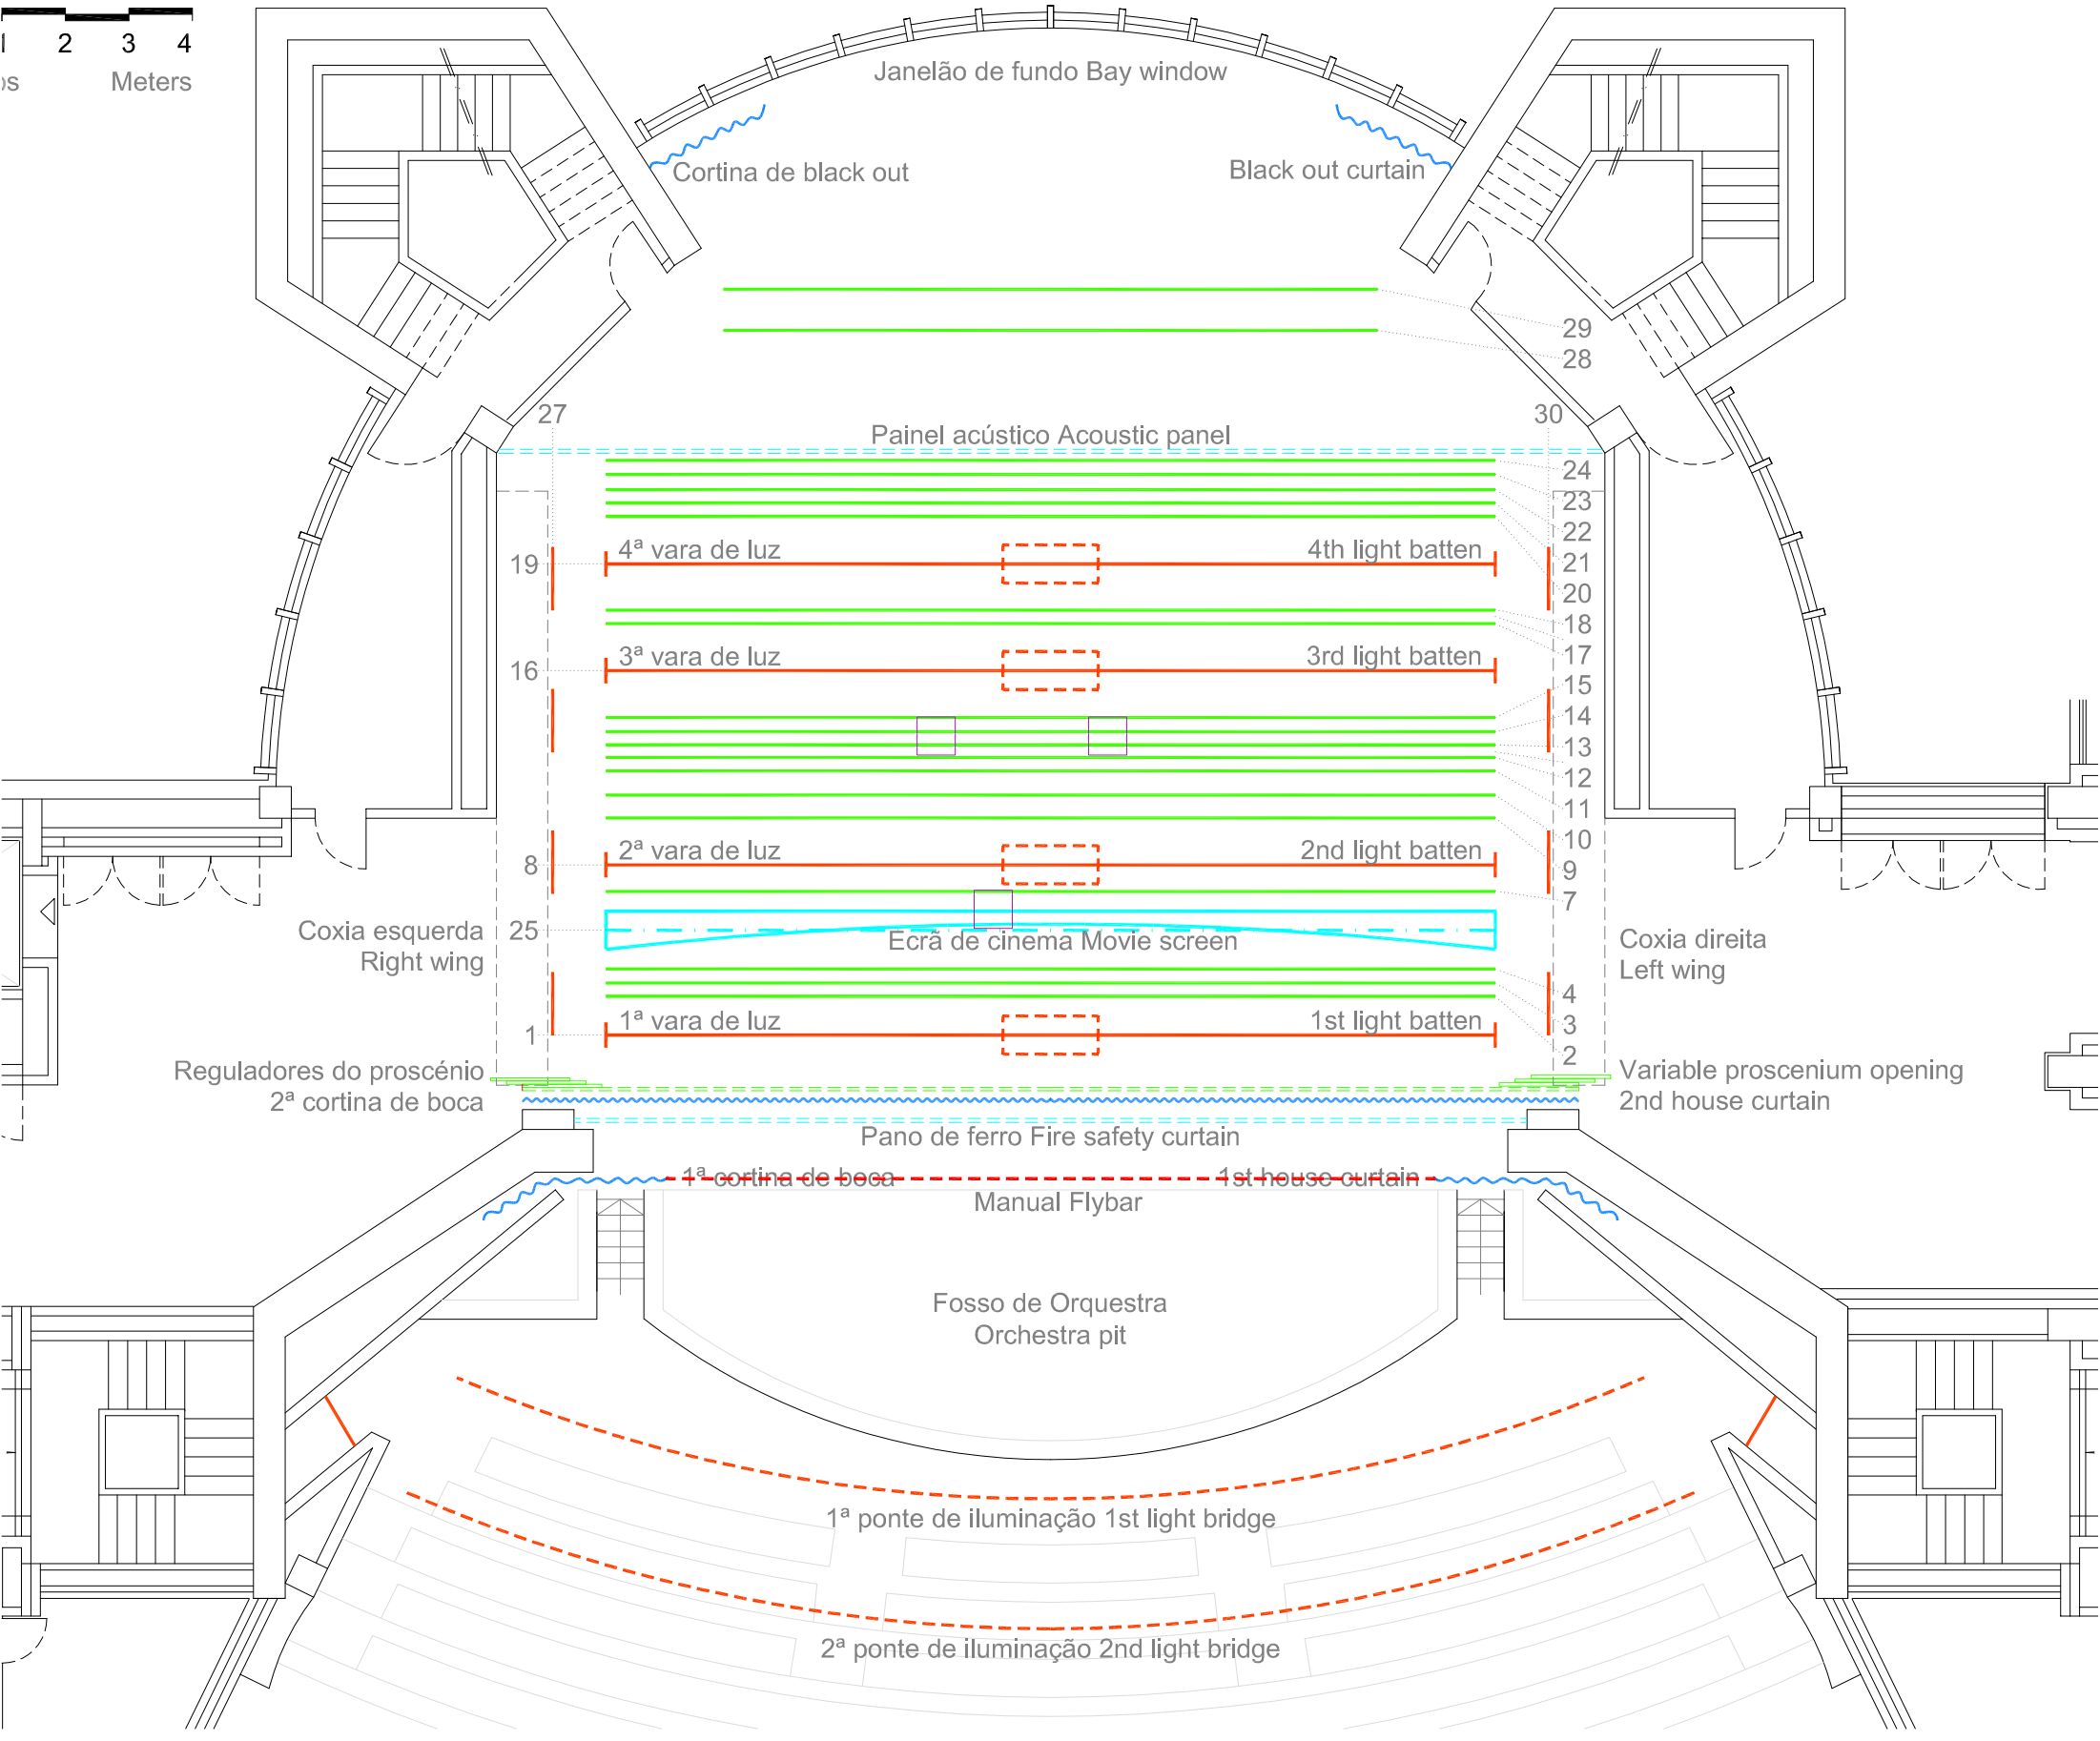 2 3 4
Meters
Janelão de fundo Bay window
Cortina de black out
Black out curtain
29
28
27
30
Painel acústico Acoustic panel
24
23
22
21
20
19
4ª vara de luz
4th light batten
18
17
16
3ª vara de luz
3rd light batten
15
14
13
12
11
10
9
8
2ª vara de luz
2nd light batten
7
Coxia esquerda
Right wing
25
Ecrã de cinema Movie screen
Coxia direita
Left wing
4
3
2
1
1ª vara de luz
1st light batten
Reguladores do proscénio
2ª cortina de boca
Variable proscenium opening
2nd house curtain
Pano de ferro Fire safety curtain
1ª cortina de boca
1st house curtain
Manual Flybar
Fosso de Orquestra
Orchestra pit
1ª ponte de iluminação 1st light bridge
2ª ponte de iluminação 2nd light bridge